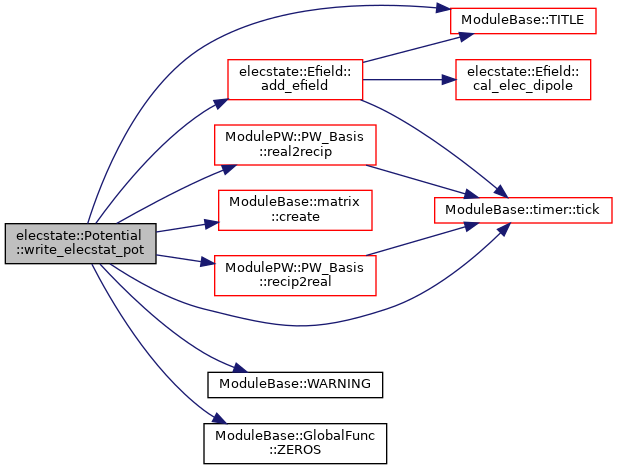 ModuleBase::TITLE
elecstate::Efield::
add_efield
elecstate::Efield::
cal_elec_dipole
ModulePW::PW_Basis
::real2recip
ModuleBase::matrix
::create
ModuleBase::timer::tick
elecstate::Potential
::write_elecstat_pot
ModulePW::PW_Basis
::recip2real
ModuleBase::WARNING
ModuleBase::GlobalFunc
::ZEROS